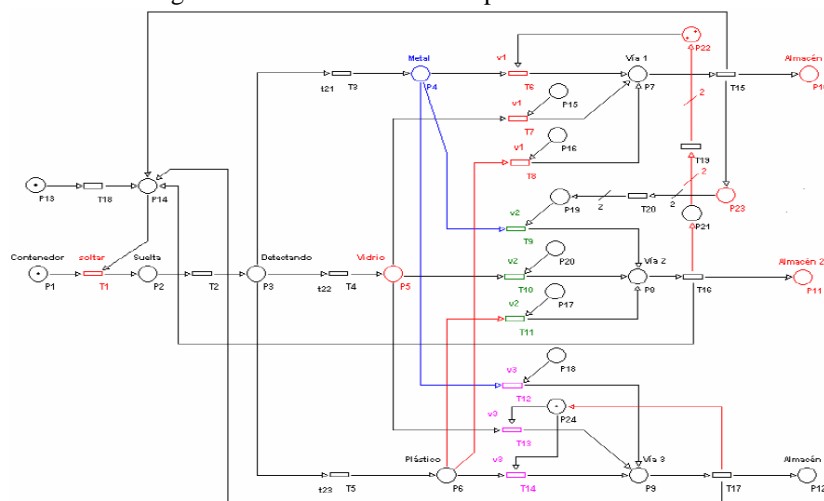 P22
Metal
v1
Vía 1
Almacén
t21
T3
P4
T6
P7
T15
P10
v1
P15
2
T7
v1
P16
T8
T19
P13
T18
P14
P19
2
T20
2
2
P23
P21
v2
T9
Contenedor
soltar
Suelta
Detectando
Vidrio
v2
P20
Vía 2
Almacén 2
P1
T1
P2
T2
P3
t22
T4
P5
T10
P8
T16
P11
v2
P17
T11
v3
P18
T12
v3
P24
T13
Plástico
v3
Vía 3
Almacén
t23
T5
P6
T14
P9
T17
P12